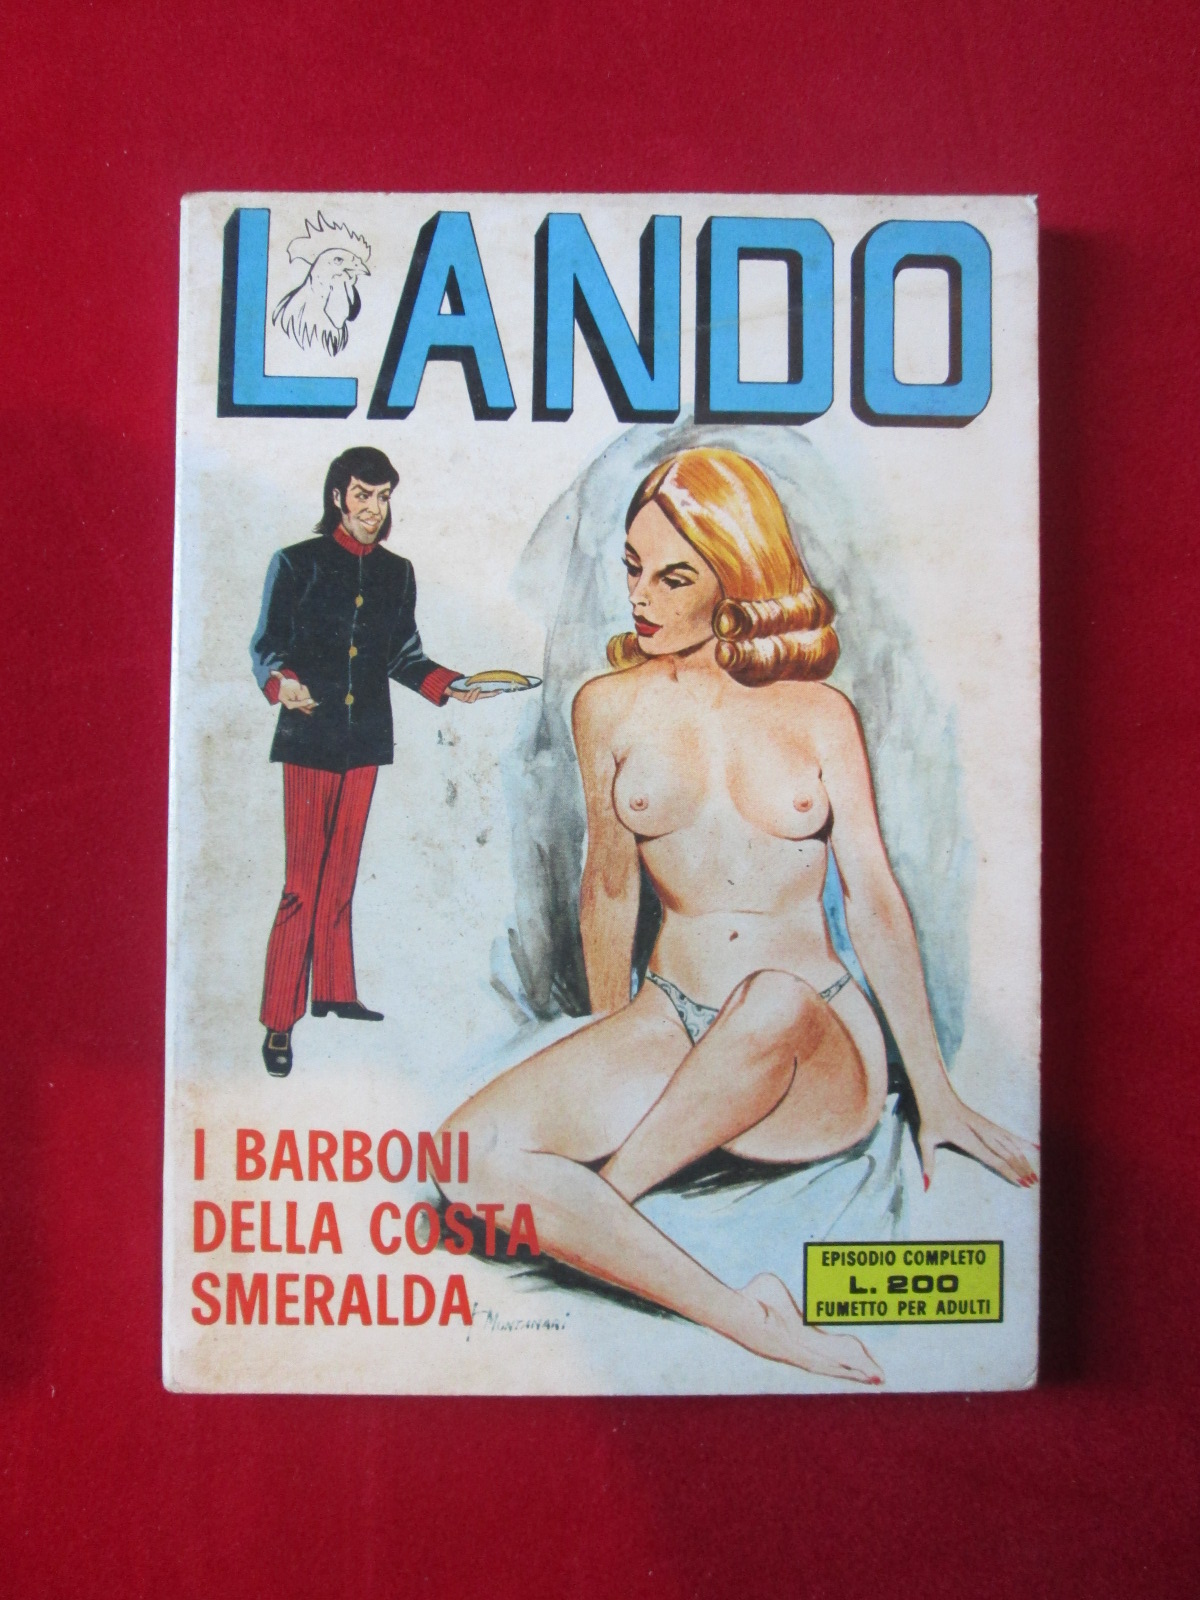 LANDO
I BARBONI
DELLA COSTA
SMERALDA
EPISODIO COMPLETO
L. 200
FUMETTO PER ADULTI